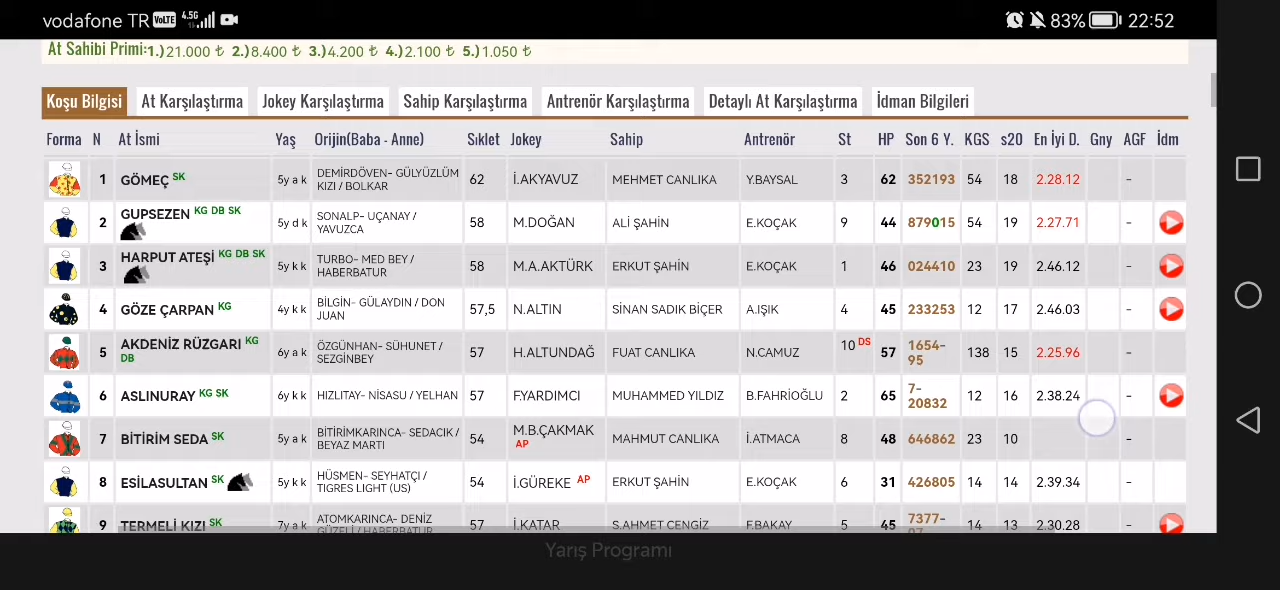 vodafone TR VoLTE 4.5G 83% 22:52
At Sahibi Primi:1.)21.000 ₺ 2.)8.400 ₺ 3.)4.200 ₺ 4.)2.100 ₺ 5.)1.050 ₺
Koşu Bilgisi At Karşılaştırma Jokey Karşılaştırma Sahip Karşılaştırma Antrenör Karşılaştırma Detaylı At Karşılaştırma İdman Bilgileri
Forma N At İsmi Yaş Orijin(Baba - Anne) Sıklet Jokey Sahip Antrenör St HP Son 6 Y. KGS s20 En İyi D. Gny AGF İdm
1 GÖMEÇ SK 5y a k DEMİRDÖVEN- GÜLYÜZLÜM KIZI / BOLKAR 62 İ.AKYAVUZ MEHMET CANLIKA Y.BAYSAL 3 62 352193 54 18 2.28.12 -
2 GUPSEZEN KG DB SK 5y d k SONALP- UÇANAY / YAVUZCA 58 M.DOĞAN ALİ ŞAHİN E.KOÇAK 9 44 879015 54 19 2.27.71 -
3 HARPUT ATEŞİ KG DB SK 5y k k TURBO- MED BEY / HABERBATUR 58 M.A.AKTÜRK ERKUT ŞAHİN E.KOÇAK 1 46 024410 23 19 2.46.12 -
4 GÖZE ÇARPAN KG 4y k k BİLGİN- GÜLAYDIN / DON JUAN 57,5 N.ALTIN SİNAN SADIK BİÇER A.IŞIK 4 45 233253 12 17 2.46.03 -
5 AKDENİZ RÜZGARI KG DB 6y a k ÖZGÜNHAN- SÜHUNET / SEZGİNBEY 57 H.ALTUNDAĞ FUAT CANLIKA N.CAMUZ 10 DS 57 1654-95 138 15 2.25.96 -
6 ASLINURAY KG SK 6y k k HIZLITAY- NİSASU / YELHAN 57 F.YARDIMCI MUHAMMED YILDIZ B.FAHRİOĞLU 2 65 7-20832 12 16 2.38.24 -
7 BİTİRİM SEDA SK 5y a k BİTİRİMKARINCA- SEDACIK / BEYAZ MARTI 54 M.B.ÇAKMAK AP MAHMUT CANLIKA İ.ATMACA 8 48 646862 23 10 -
8 ESİLASULTAN SK 5y k k HÜSMEN- SEYHATÇI / TIGRES LIGHT (US) 54 İ.GÜREKE AP ERKUT ŞAHİN E.KOÇAK 6 31 426805 14 14 2.39.34 -
9 TERMELİ KIZI SK 7y a k ATOMKARINCA- DENİZ GÜZELİ / HABERBATUR 57 İ.KATAR S.AHMET CENGİZ F.BAKAY 5 45 7377-07 14 13 2.30.28 -
Yarış Programı